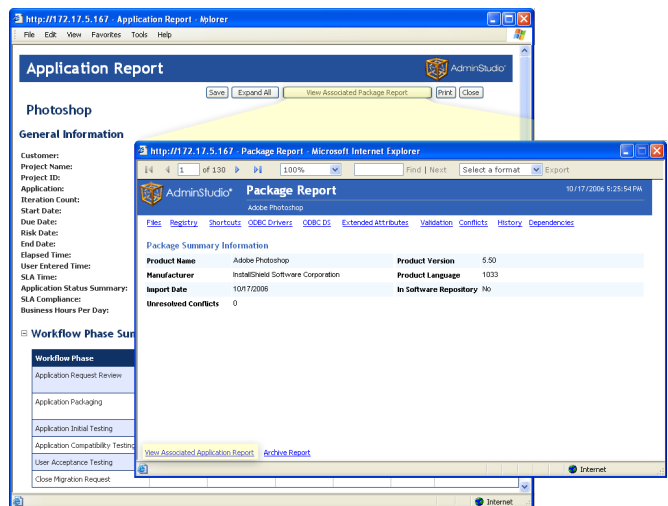 http://172.17.5.167 - Application Report -
File Edit View Favorites Tools Help
Application Report
AdminStudio
Save Expand All View Associated Package Report Print Close
Photoshop
General Information
Customer:
Project Name:
Project ID:
Application:
Iteration Count:
Start Date:
Due Date:
Risk Date:
End Date:
Elapsed Time:
User Entered Time:
SLA Time:
Application Status Summary:
SLA Compliance:
Business Hours Per Day:
Workflow Phase Sun
Workflow Phase
Application Request Review
Application Packaging
Application Initial Testing
Application Compatibility Testing
User Acceptance Testing
Close Migration Request
Internet
http://172.17.5.167 - Package Report - Microsoft Internet Explorer
1 of 130 100% Find | Next Select a format Export
AdminStudio Package Report 10/17/2006 5:25:54 PM
Adobe Photoshop
Files Registry Shortcuts ODBC Drivers ODBC DS Extended Attributes Validation Conflicts History Dependencies
Package Summary Information
Product Name Adobe Photoshop Product Version 5.50
Manufacturer InstallShield Software Corporation Product Language 1033
Import Date 10/17/2006 In Software Repository No
Unresolved Conflicts 0
View Associated Application Report Archive Report
Internet